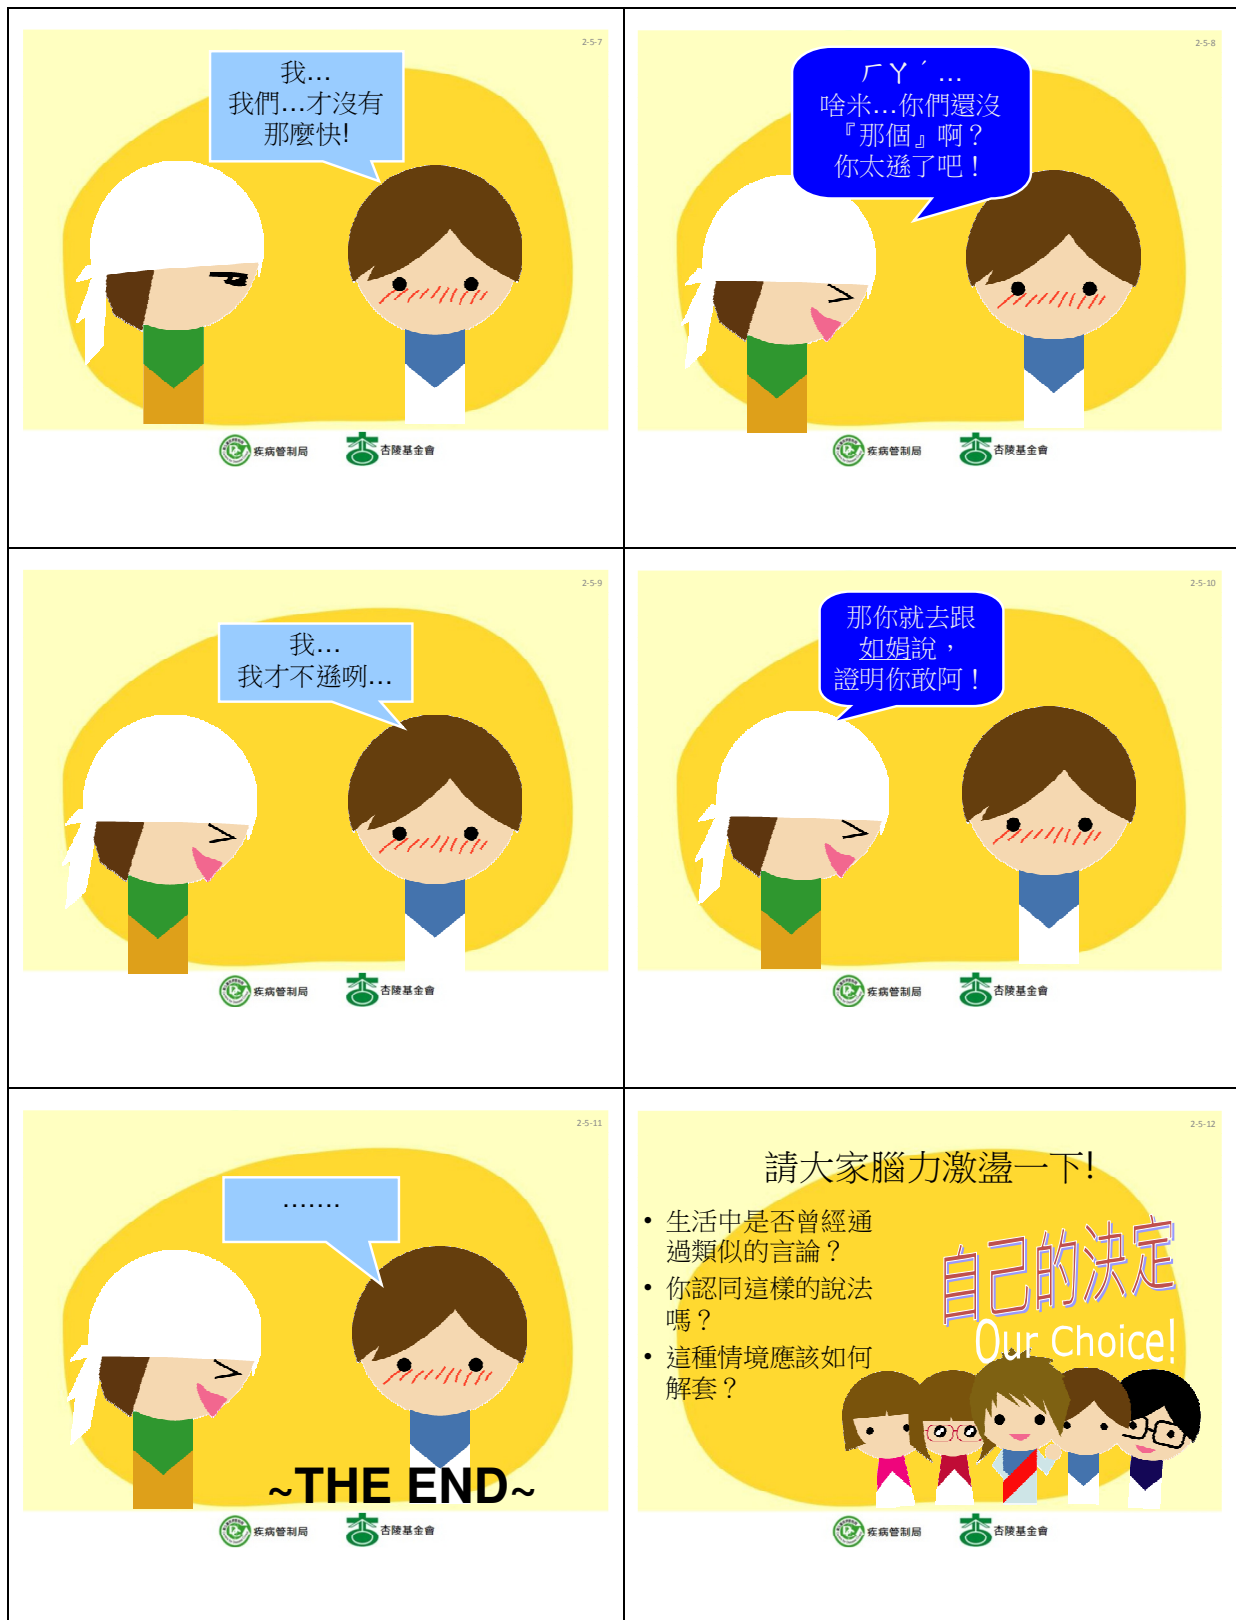 2-5-7
我…
我們…才沒有
那麼快!
疾病管制局
杏陵基金會
2-5-8
ㄏㄚˊ…
啥米…你們還沒
『那個』啊？
你太遜了吧！
疾病管制局
杏陵基金會
2-5-9
我…
我才不遜咧…
疾病管制局
杏陵基金會
2-5-10
那你就去跟
如娟說，
證明你敢阿！
疾病管制局
杏陵基金會
2-5-11
…….
~THE END~
疾病管制局
杏陵基金會
2-5-12
請大家腦力激盪一下!
• 生活中是否曾經通
過類似的言論？
• 你認同這樣的說法
嗎？
• 這種情境應該如何
解套？
自己的決定
Our Choice!
疾病管制局
杏陵基金會